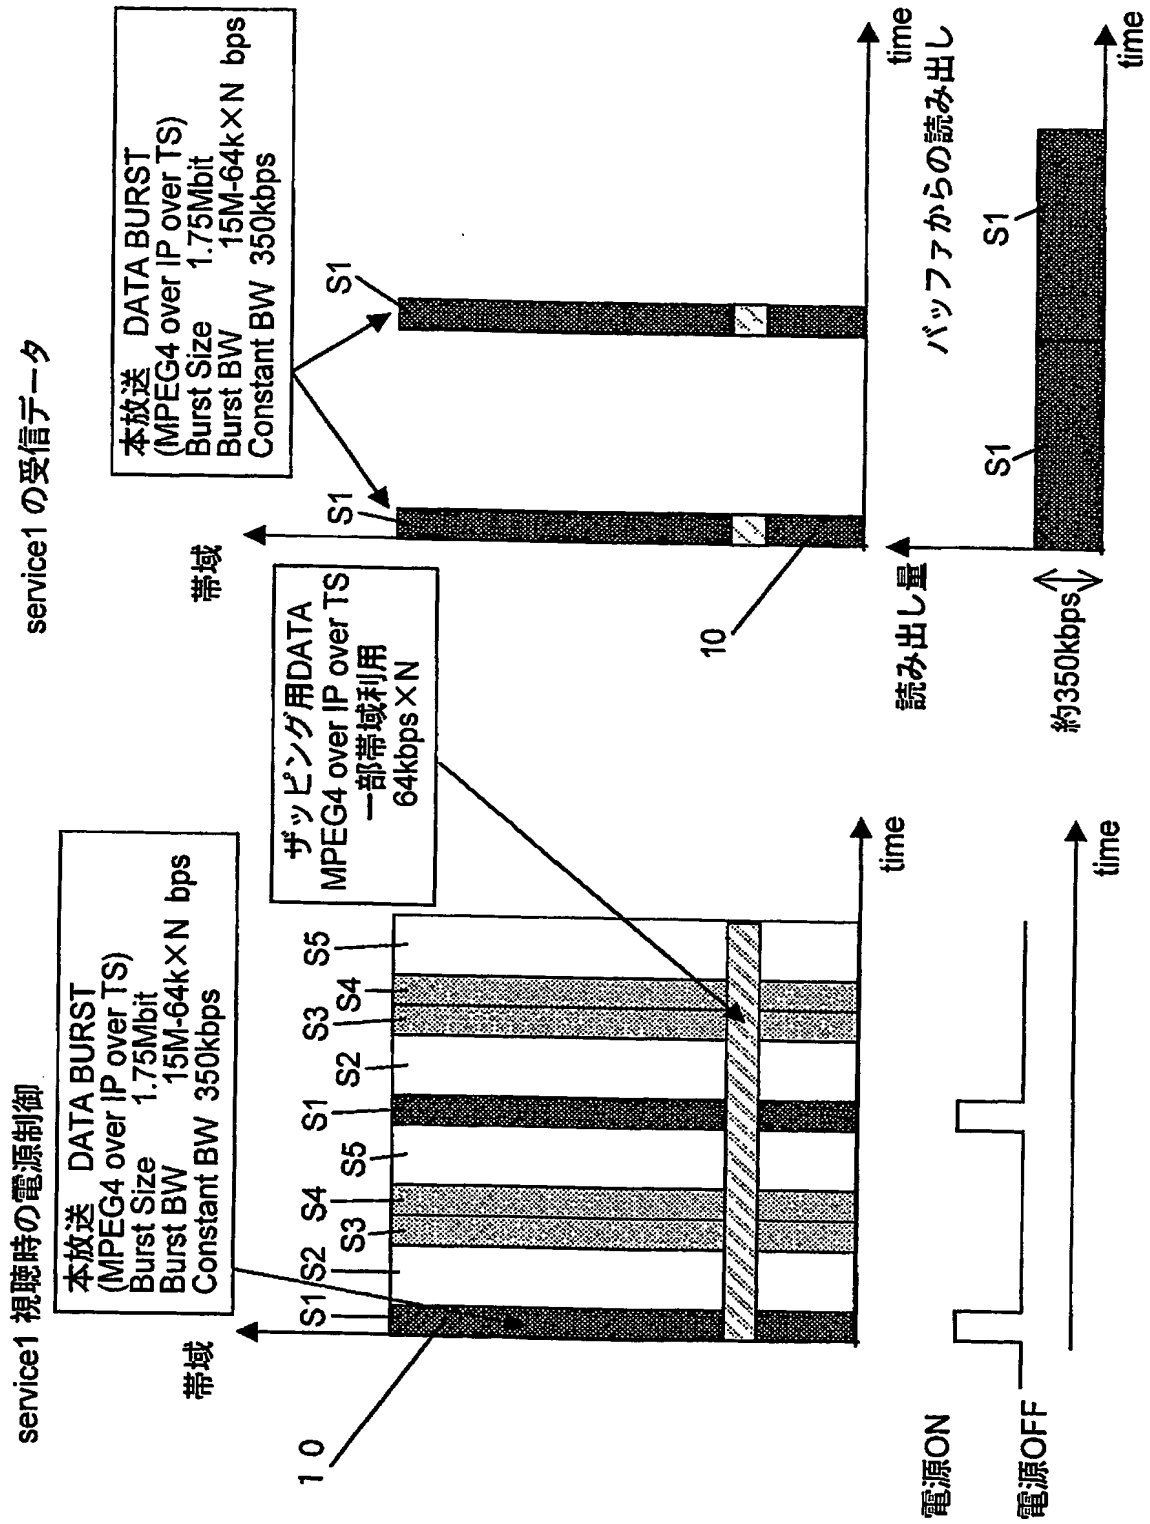 service1 視聴時の電源制御
本放送 DATA BURST
(MPEG4 over IP over TS)
Burst Size 1.75Mbit
Burst BW 15M-64k×N bps
Constant BW 350kbps
ザッピング用DATA
MPEG4 over IP over TS
一部帯域利用
64kbps×N
帯域
10
S1
S2
S3
S4
S5
S1
S2
S3
S4
S5
time
電源ON
電源OFF
time
service1 の受信データ
本放送 DATA BURST
(MPEG4 over IP over TS)
Burst Size 1.75Mbit
Burst BW 15M-64k×N bps
Constant BW 350kbps
帯域
S1
S1
10
time
バッファからの読み出し
読み出し量
約350kbps
S1
S1
time